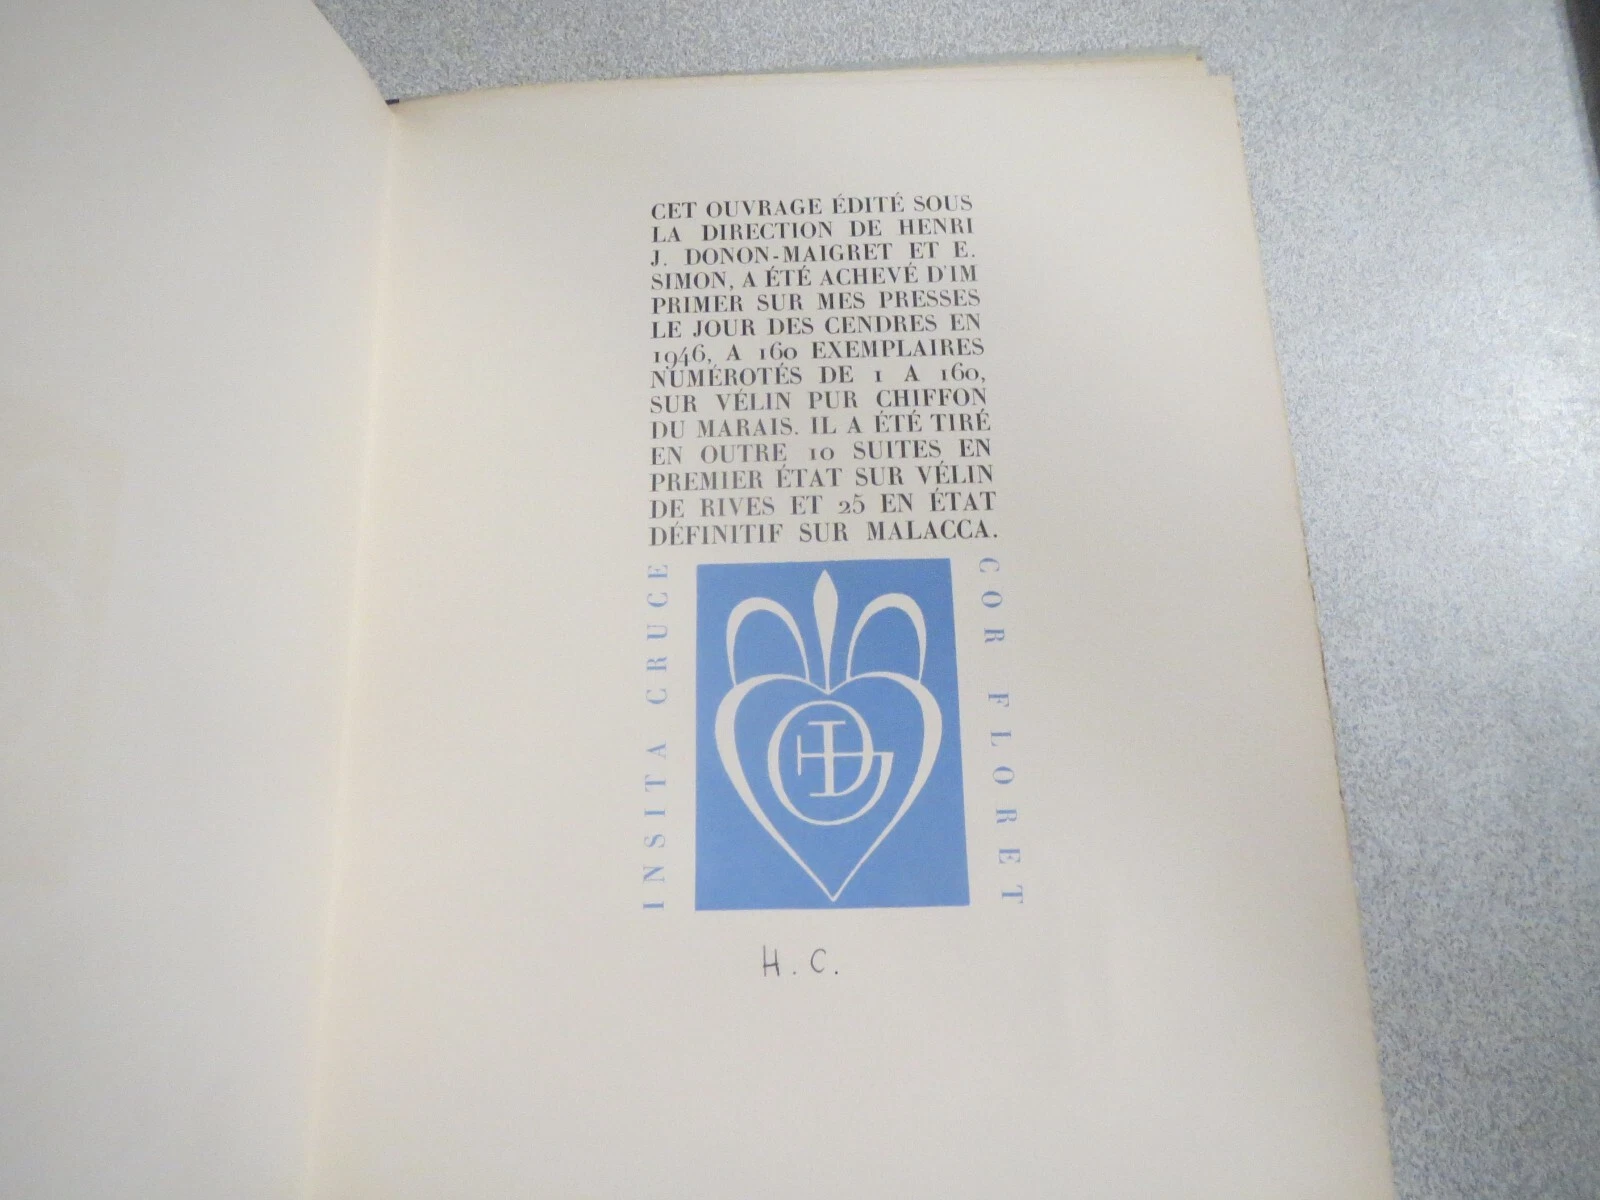 CET OUVRAGE ÉDITÉ SOUS
LA DIRECTION DE HENRI
J. DONON-MAIGRET ET E.
SIMON, A ÉTÉ ACHEVÉ D'IM
PRIMER SUR MES PRESSES
LE JOUR DES CENDRES EN
1946, A 160 EXEMPLAIRES
NUMÉROTÉS DE 1 A 160,
SUR VÉLIN PUR CHIFFON
DU MARAIS. IL A ÉTÉ TIRÉ
EN OUTRE 10 SUITES EN
PREMIER ÉTAT SUR VÉLIN
DE RIVES ET 25 EN ÉTAT
DÉFINITIF SUR MALACCA.
INSITA CRUCE
COR FLORET
H. C.